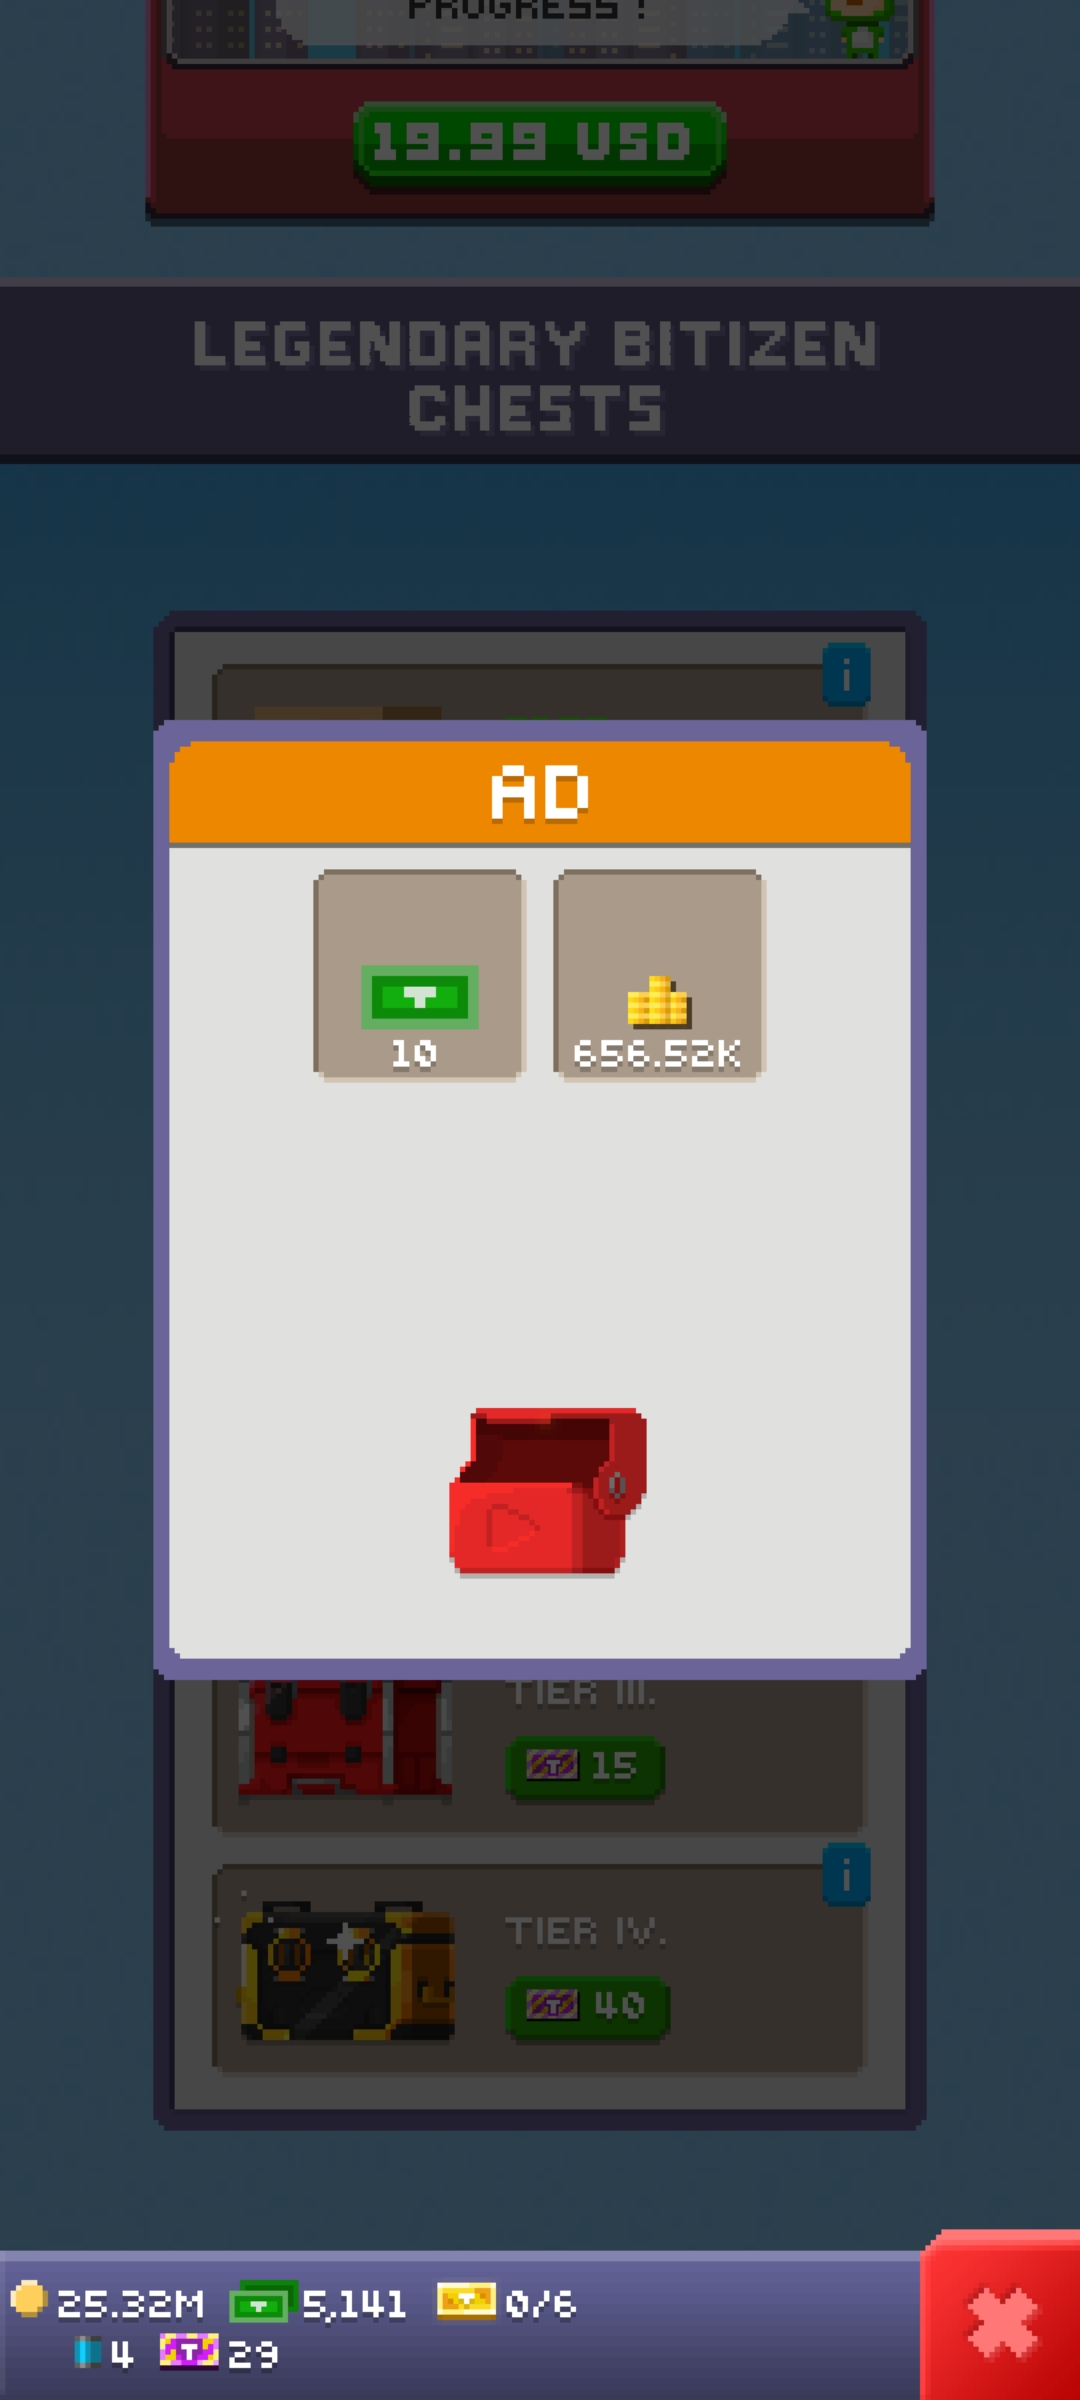 PROGRESS !
19.99 USD
LEGENDARY BITIZEN
CHESTS
i
AD
10
656.52K
TIER III.
15
i
TIER IV.
40
25.32M 5,141 0/6
4 29